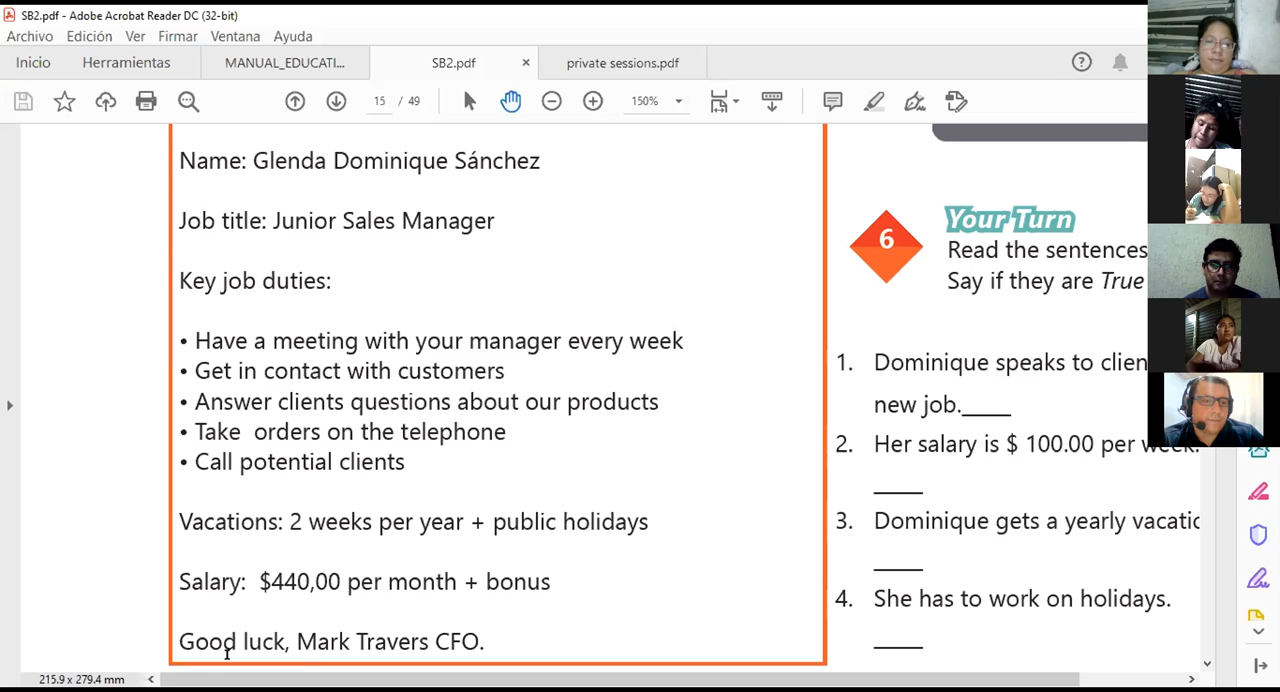 SB2.pdf - Adobe Acrobat Reader DC (32-bit)
Archivo Edición Ver Firmar Ventana Ayuda
Inicio Herramientas MANUAL_EDUCATI... SB2.pdf × private sessions.pdf
15 / 49 150%
Name: Glenda Dominique Sánchez
Job title: Junior Sales Manager
Key job duties:
• Have a meeting with your manager every week
• Get in contact with customers
• Answer clients questions about our products
• Take orders on the telephone
• Call potential clients
Vacations: 2 weeks per year + public holidays
Salary: $440,00 per month + bonus
Good luck, Mark Travers CFO.
6
Your Turn
Read the sentences
Say if they are True
1. Dominique speaks to clien
new job.____
2. Her salary is $ 100.00 per week.
____
3. Dominique gets a yearly vacatic
____
4. She has to work on holidays.
____
215.9 x 279.4 mm